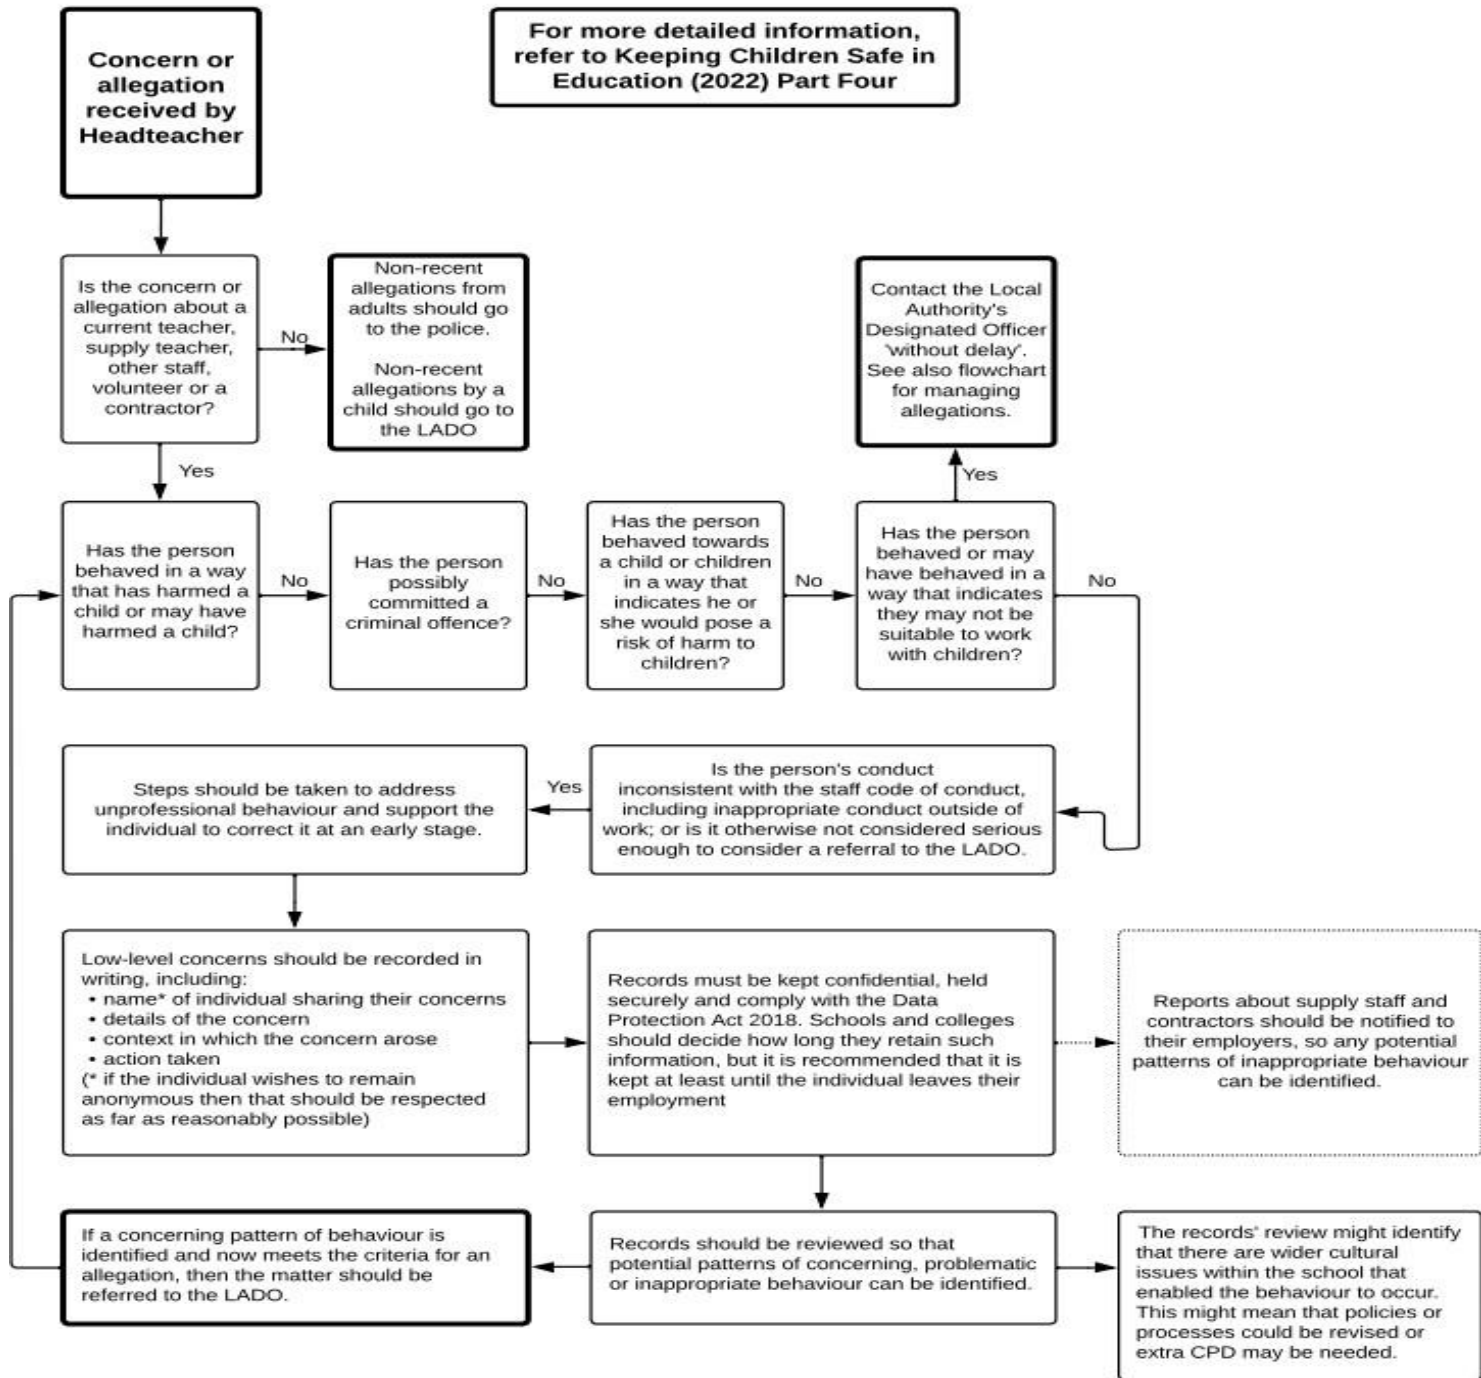 Concern or
allegation
received by
Headteacher
For more detailed information,
refer to Keeping Children Safe in
Education (2022) Part Four
Is the concern or
allegation about a
current teacher,
supply teacher,
other staff,
volunteer or a
contractor?
No
Non-recent
allegations from
adults should go
to the police.
Non-recent
allegations by a
child should go to
the LADO
Contact the Local
Authority's
Designated Officer
'without delay'.
See also flowchart
for managing
allegations.
Yes
Yes
Has the person
behaved in a way
that has harmed a
child or may have
harmed a child?
No
Has the person
possibly
committed a
criminal offence?
No
Has the person
behaved towards
a child or children
in a way that
indicates he or
she would pose a
risk of harm to
children?
No
Has the person
behaved or may
have behaved in a
way that indicates
they may not be
suitable to work
with children?
No
Steps should be taken to address
unprofessional behaviour and support the
individual to correct it at an early stage.
Yes
Is the person's conduct
inconsistent with the staff code of conduct,
including inappropriate conduct outside of
work; or is it otherwise not considered serious
enough to consider a referral to the LADO.
Low-level concerns should be recorded in
writing, including:
• name* of individual sharing their concerns
• details of the concern
• context in which the concern arose
• action taken
(* if the individual wishes to remain
anonymous then that should be respected
as far as reasonably possible)
Records must be kept confidential, held
securely and comply with the Data
Protection Act 2018. Schools and colleges
should decide how long they retain such
information, but it is recommended that it is
kept at least until the individual leaves their
employment
Reports about supply staff and
contractors should be notified to
their employers, so any potential
patterns of inappropriate behaviour
can be identified.
If a concerning pattern of behaviour is
identified and now meets the criteria for an
allegation, then the matter should be
referred to the LADO.
Records should be reviewed so that
potential patterns of concerning, problematic
or inappropriate behaviour can be identified.
The records' review might identify
that there are wider cultural
issues within the school that
enabled the behaviour to occur.
This might mean that policies or
processes could be revised or
extra CPD may be needed.